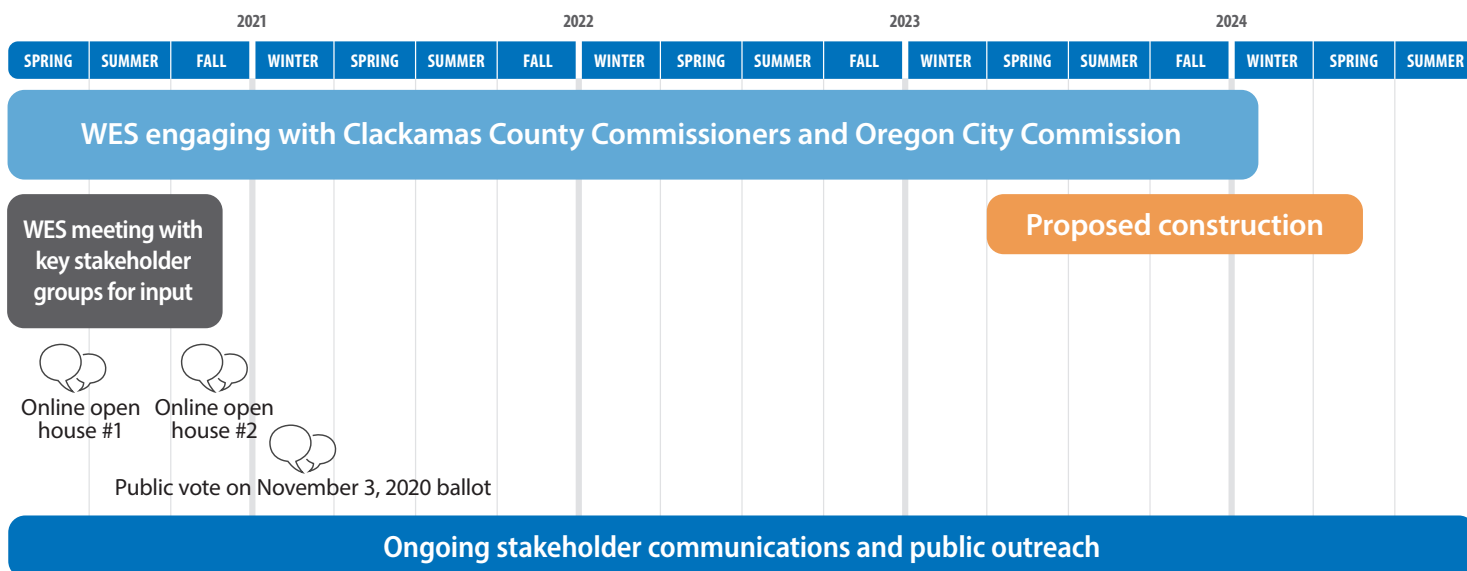 2021 2022 2023 2024
SPRING SUMMER FALL WINTER SPRING SUMMER FALL WINTER SPRING SUMMER FALL WINTER SPRING SUMMER FALL WINTER SPRING SUMMER
WES engaging with Clackamas County Commissioners and Oregon City Commission
WES meeting with
key stakeholder
groups for input
Proposed construction
Online open
house #1
Online open
house #2
Public vote on November 3, 2020 ballot
Ongoing stakeholder communications and public outreach